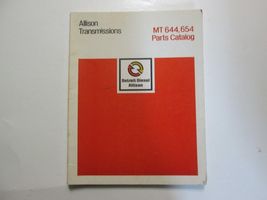 Allison
Transmissions
MT 644,654
Parts Catalog
Detroit Diesel
Allison